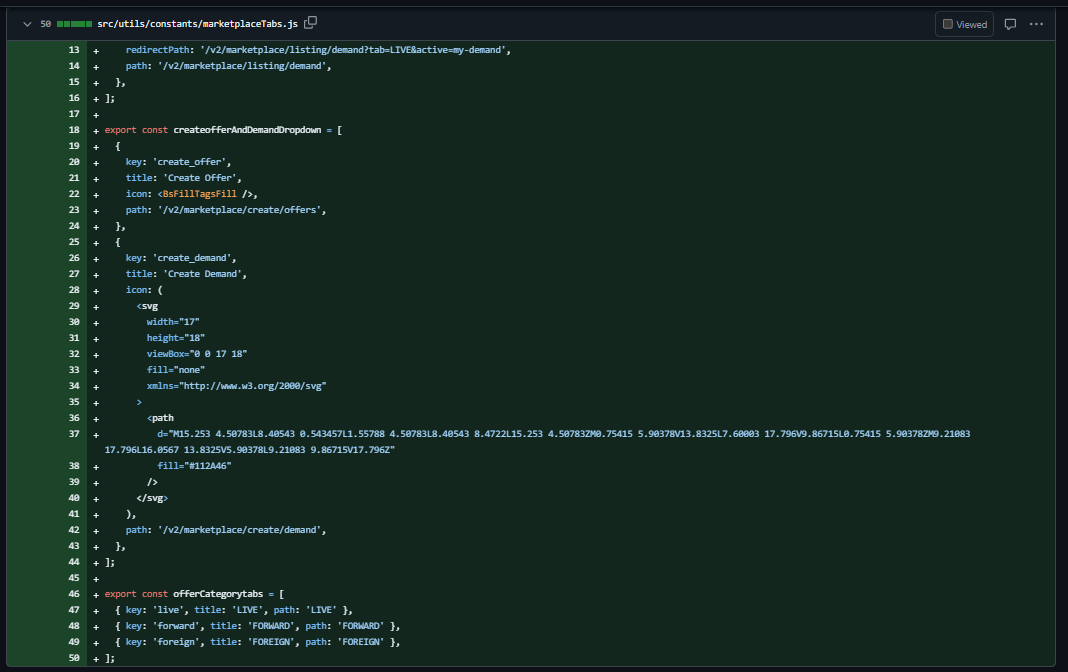 50 src/utils/constants/marketplaceTabs.js Viewed
13 + redirectPath: '/v2/marketplace/listing/demand?tab=LIVE&active=my-demand',
14 + path: '/v2/marketplace/listing/demand',
15 + },
16 + ];
17 +
18 + export const createofferAndDemandDropdown = [
19 + {
20 + key: 'create_offer',
21 + title: 'Create Offer',
22 + icon: <BsFillTagsFill />,
23 + path: '/v2/marketplace/create/offers',
24 + },
25 + {
26 + key: 'create_demand',
27 + title: 'Create Demand',
28 + icon: (
29 + <svg
30 + width="17"
31 + height="18"
32 + viewBox="0 0 17 18"
33 + fill="none"
34 + xmlns="http://www.w3.org/2000/svg"
35 + >
36 + <path
37 + d="M15.253 4.50783L8.40543 0.543457L1.55788 4.50783L8.40543 8.4722L15.253 4.50783ZM0.75415 5.90378V13.8325L7.60003 17.796V9.86715L0.75415 5.90378ZM9.21083
17.796L16.0567 13.8325V5.90378L9.21083 9.86715V17.796Z"
38 + fill="#112A46"
39 + />
40 + </svg>
41 + ),
42 + path: '/v2/marketplace/create/demand',
43 + },
44 + ];
45 +
46 + export const offerCategorytabs = [
47 + { key: 'live', title: 'LIVE', path: 'LIVE' },
48 + { key: 'forward', title: 'FORWARD', path: 'FORWARD' },
49 + { key: 'foreign', title: 'FOREIGN', path: 'FOREIGN' },
50 + ];